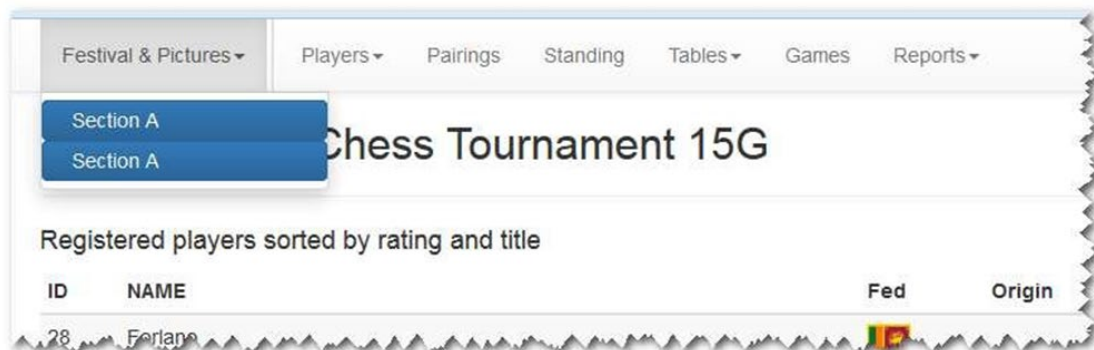 Festival & Pictures Players Pairings Standing Tables Games Reports
Section A
Section A
Chess Tournament 15G
Registered players sorted by rating and title
ID NAME Fed Origin
28 Forlano